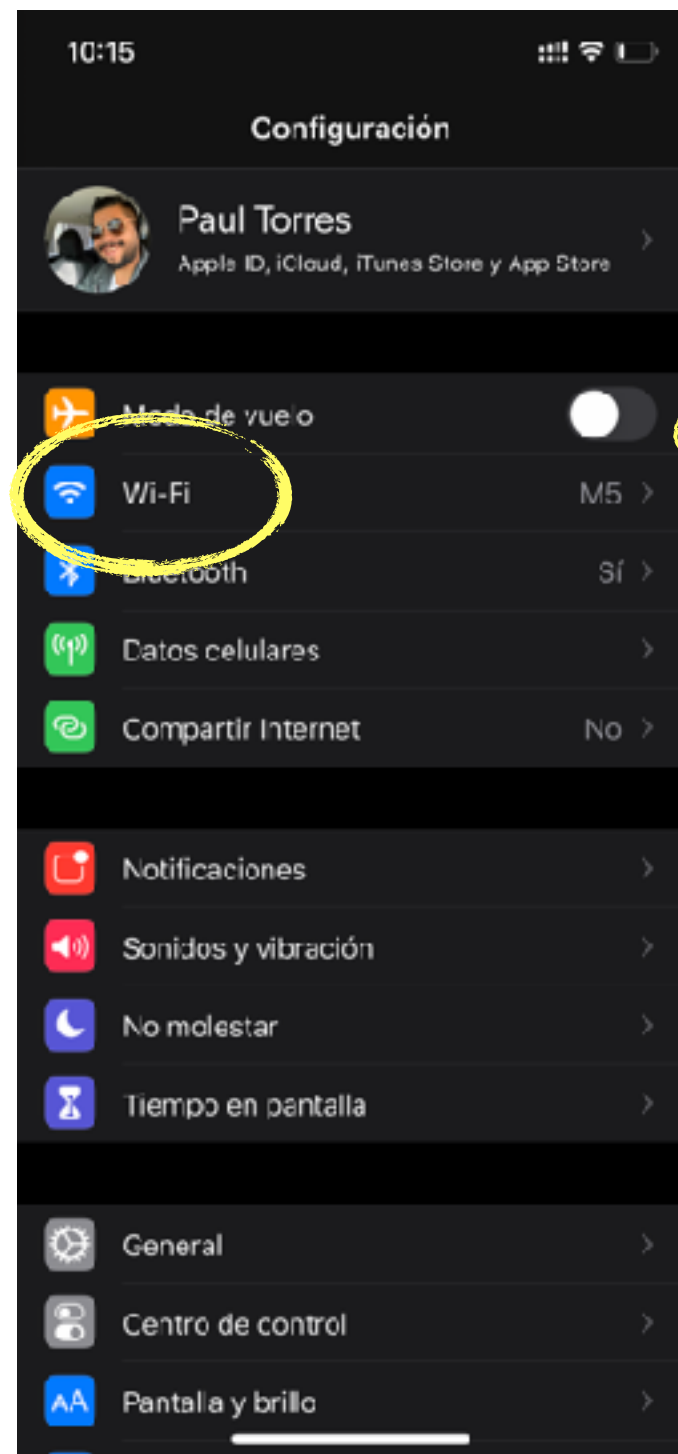 10:15
Configuración
Paul Torres
Apple ID, iCloud, iTunes Store y App Store
Modo de vuelo
Wi-Fi M5
Bluetooth Sí
Datos celulares
Compartir Internet No
Notificaciones
Sonidos y vibración
No molestar
Tiempo en pantalla
General
Centro de control
AA Pantalla y brillo